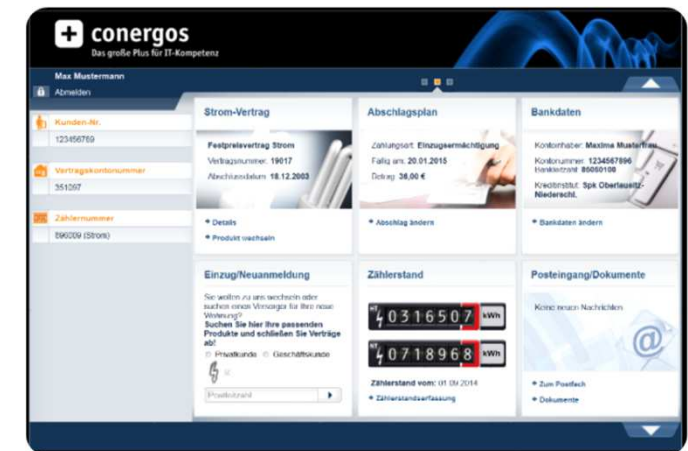 conergos
Das große Plus für IT-Kompetenz
Max Mustermann
Abmelden
Kunden-Nr.
123456789
Vertragskontonummer
351097
Zählernummer
896009 (Strom)
Strom-Vertrag
Festpreisvertrag Strom
Vertragsnummer: 19017
Abschlussdatum: 18.12.2003
Details
Produkt wechseln
Abschlagsplan
Zahlungsart: Einzugsermächtigung
Fällig am: 20.01.2015
Betrag: 36,00 €
Abschlag ändern
Bankdaten
Kontoinhaber: Maxima Musterfrau
Kontonummer: 1234567896
Bankleitzahl: 85050100
Kreditinstitut: Spk Oberlausitz-
Niederschl.
Bankdaten ändern
Einzug/Neuanmeldung
Sie wollen zu uns wechseln oder
suchen einen Versorger für Ihre neue
Wohnung?
Suchen Sie hier Ihre passenden
Produkte und schließen Sie Verträge
ab!
Privatkunde Geschäftskunde
Postleitzahl
Zählerstand
HT 0316507 kWh
NT 0718968 kWh
Zählerstand vom: 01.09.2014
Zählerstandserfassung
Posteingang/Dokumente
Keine neuen Nachrichten
@
Zum Postfach
Dokumente